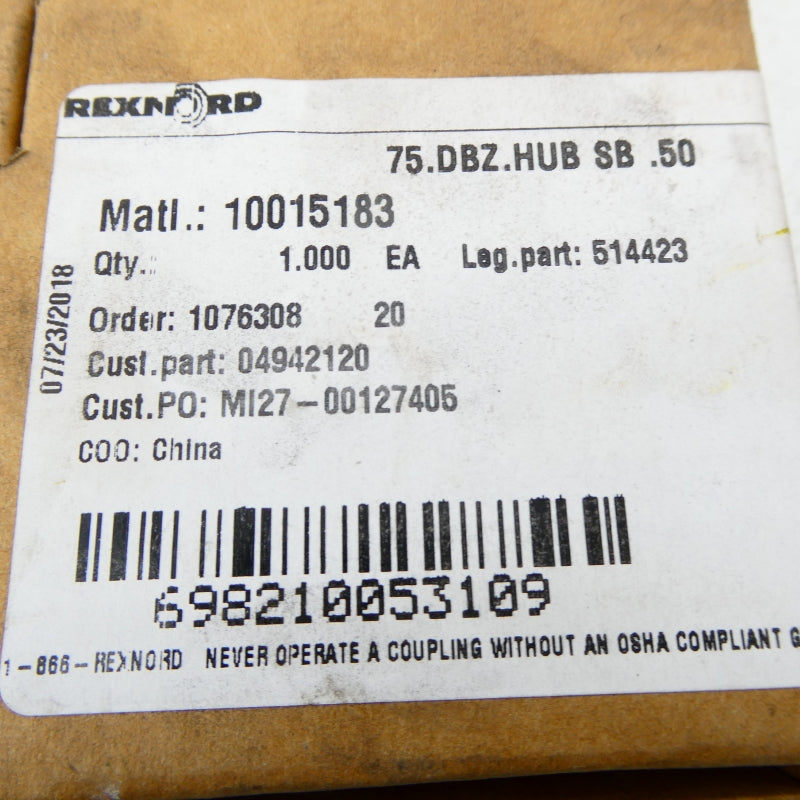 REXNORD
75.DBZ.HUB SB .50
Matl.: 10015183
Qty.: 1.000 EA Leg.part: 514423
07/23/2018
Order: 1076308 20
Cust.part: 04942120
Cust.PO: MI27-00127405
COO: China
698210053109
1-866-REXNORD NEVER OPERATE A COUPLING WITHOUT AN OSHA COMPLIANT G